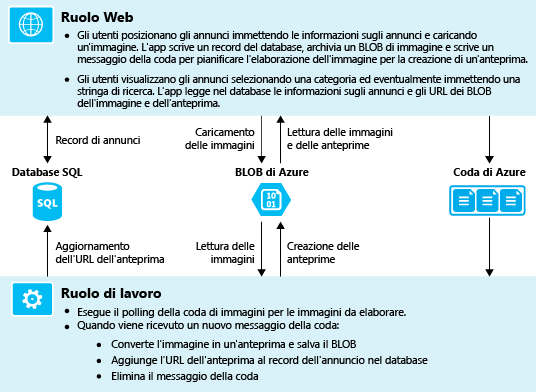 Ruolo Web
• Gli utenti posizionano gli annunci immettendo le informazioni sugli annunci e caricando
un'immagine. L'app scrive un record del database, archivia un BLOB di immagine e scrive un
messaggio della coda per pianificare l'elaborazione dell'immagine per la creazione di un'anteprima.
• Gli utenti visualizzano gli annunci selezionando una categoria ed eventualmente immettendo una
stringa di ricerca. L'app legge nel database le informazioni sugli annunci e gli URL dei BLOB
dell'immagine e dell'anteprima.
Record di annunci
Caricamento
delle immagini
Lettura delle immagini
e delle anteprime
Database SQL
BLOB di Azure
Coda di Azure
SQL
10
01
Aggiornamento
dell'URL dell'anteprima
Lettura delle
immagini
Creazione delle
anteprime
Ruolo di lavoro
• Esegue il polling della coda di immagini per le immagini da elaborare.
• Quando viene ricevuto un nuovo messaggio della coda:
• Converte l'immagine in un'anteprima e salva il BLOB
• Aggiunge l'URL dell'anteprima al record dell'annuncio nel database
• Elimina il messaggio della coda